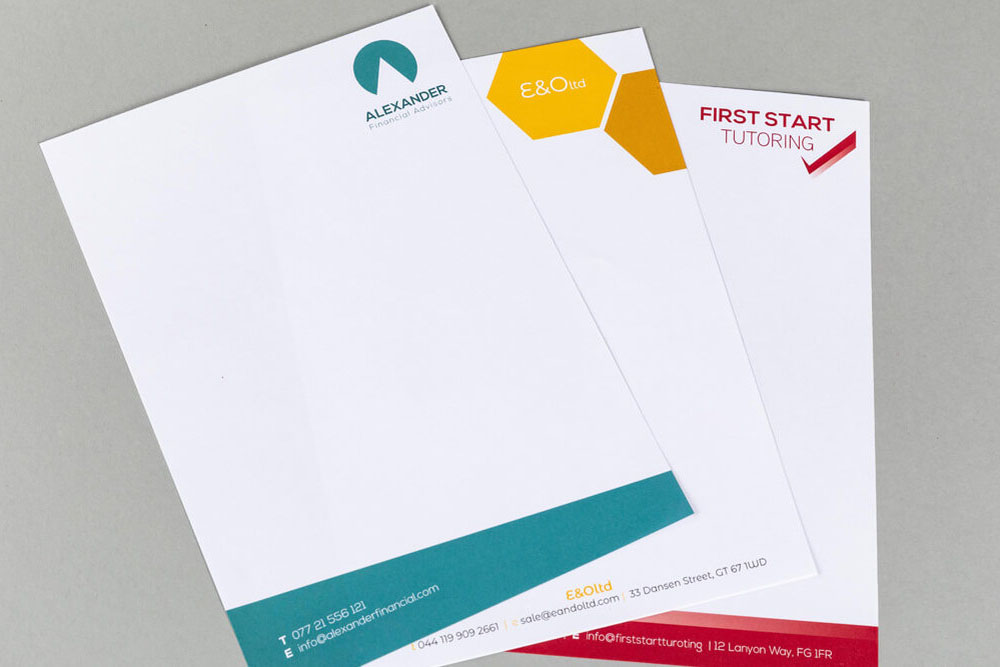 ALEXANDER
Financial Advisors
T 077 21 556 121
E info@alexanderfinancial.com
E&Oltd
E&Oltd
t 044 119 909 2661 | e sale@eandoltd.com | 33 Dansen Street, GT 67 1WD
FIRST START
TUTORING
E info@firststartturoting | 12 Lanyon Way, FG 1FR